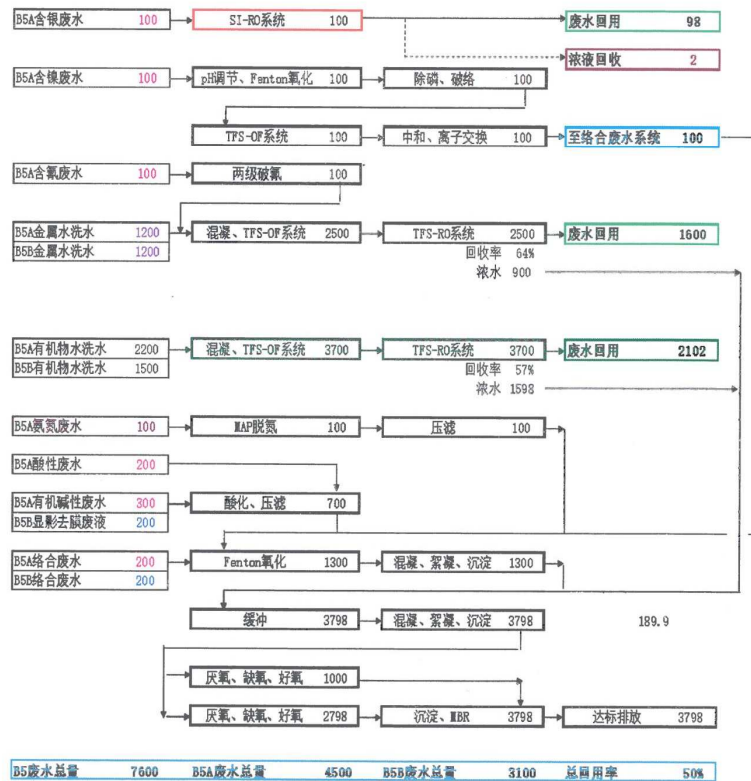 B5A含银废水 100 SI-RO系统 100 废水回用 98
浓液回收 2
B5A含镍废水 100 pH调节、Fenton氧化 100 除磷、破络 100
TFS-OF系统 100 中和、离子交换 100 至络合废水系统 100
B5A含氰废水 100 两级破氰 100
B5A金属水洗水 1200 混凝、TFS-OF系统 2500 TFS-RO系统 2500 废水回用 1600
B5B金属水洗水 1200 回收率 64%
浓水 900
B5A有机物水洗水 2200 混凝、TFS-OF系统 3700 TFS-RO系统 3700 废水回用 2102
B5B有机物水洗水 1500 回收率 57%
浓水 1598
B5A氨氮废水 100 MAP脱氮 100 压滤 100
B5A酸性废水 200
B5A有机碱性废水 300 酸化、压滤 700
B5B显影去膜废液 200
B5A络合废水 200 Fenton氧化 1300 混凝、絮凝、沉淀 1300
B5B络合废水 200
缓冲 3798 混凝、絮凝、沉淀 3798 189.9
厌氧、缺氧、好氧 1000
厌氧、缺氧、好氧 2798 沉淀、MBR 3798 达标排放 3798
B5废水总量 7600 B5A废水总量 4500 B5B废水总量 3100 总回用率 50%